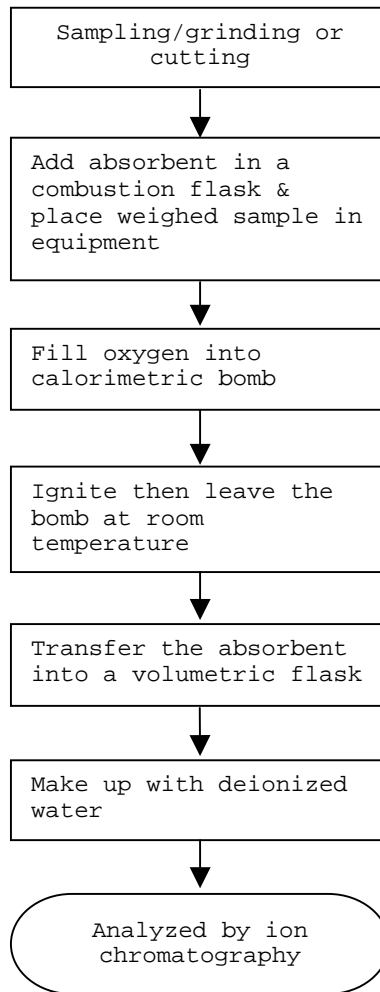 Sampling/grinding or
cutting
Add absorbent in a
combustion flask &
place weighed sample in
equipment
Fill oxygen into
calorimetric bomb
Ignite then leave the
bomb at room
temperature
Transfer the absorbent
into a volumetric flask
Make up with deionized
water
Analyzed by ion
chromatography